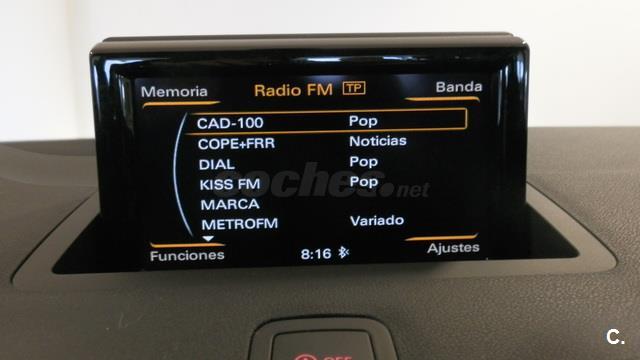 Memoria Radio FM TP Banda
CAD-100 Pop
COPE+FRR Noticias
DIAL Pop
KISS FM Pop
coches.net
MARCA
METROFM Variado
Funciones 8:16 Ajustes
OFF
C.